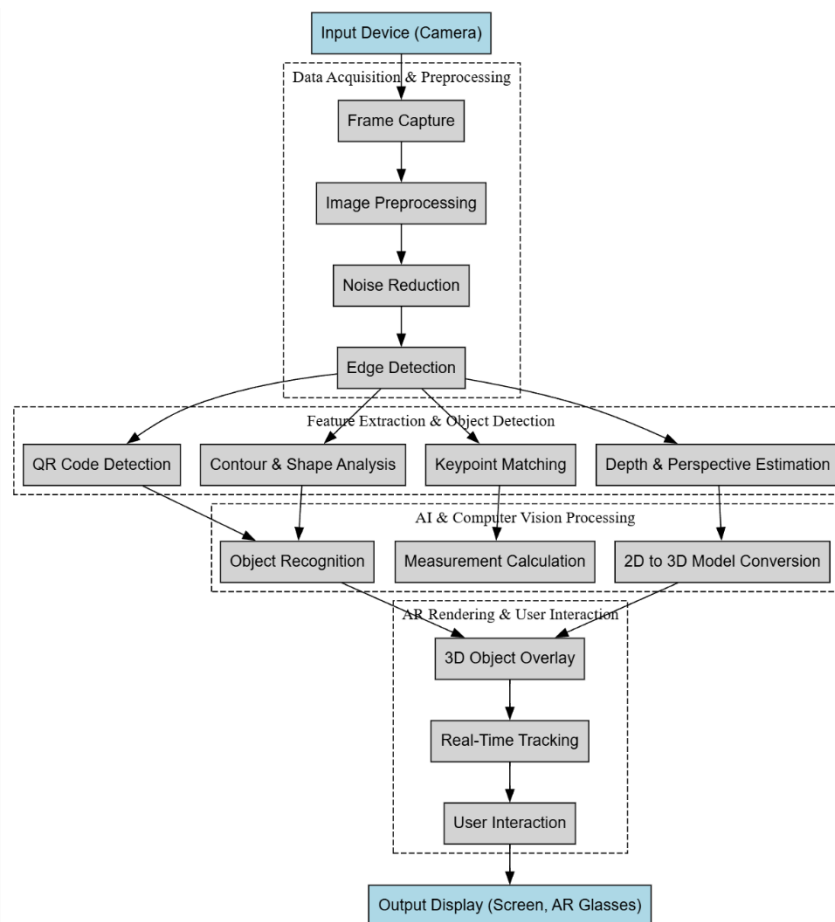 Input Device (Camera)
Data Acquisition & Preprocessing
Frame Capture
Image Preprocessing
Noise Reduction
Edge Detection
Feature Extraction & Object Detection
QR Code Detection
Contour & Shape Analysis
Keypoint Matching
Depth & Perspective Estimation
AI & Computer Vision Processing
Object Recognition
Measurement Calculation
2D to 3D Model Conversion
AR Rendering & User Interaction
3D Object Overlay
Real-Time Tracking
User Interaction
Output Display (Screen, AR Glasses)